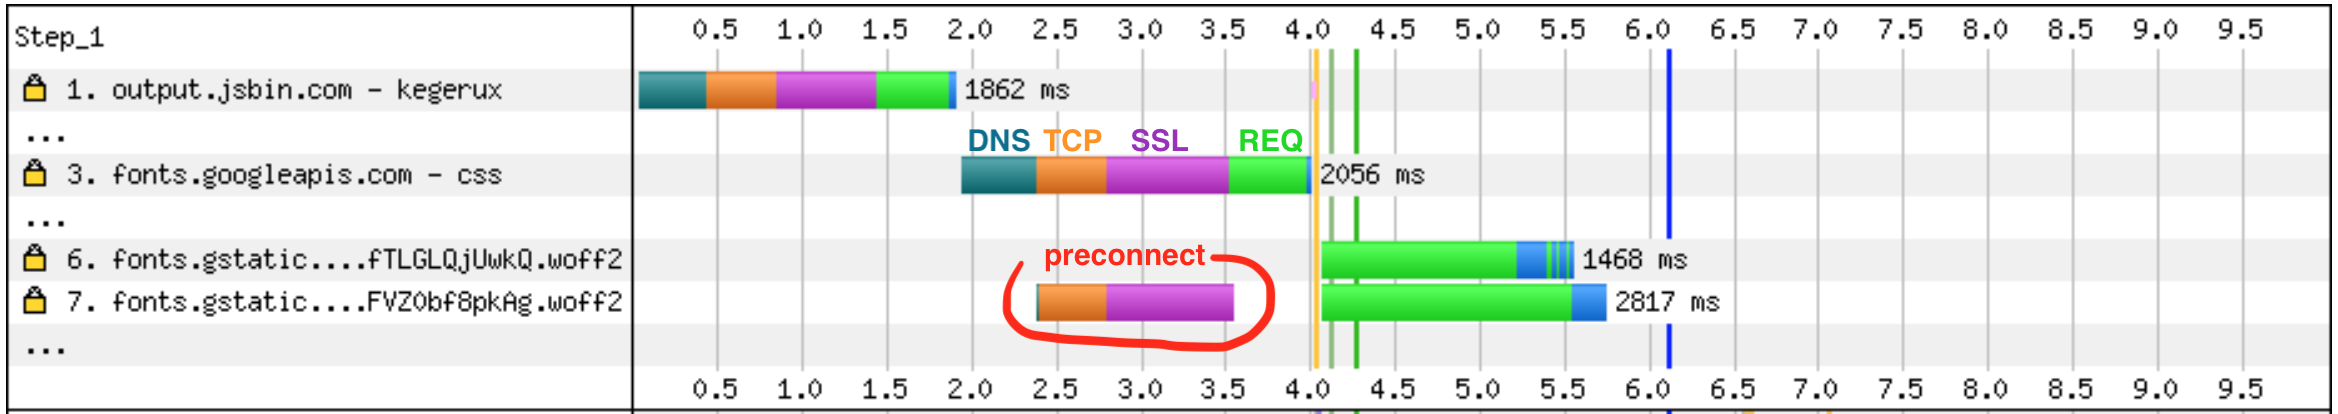 Step_1
0.5 1.0 1.5 2.0 2.5 3.0 3.5 4.0 4.5 5.0 5.5 6.0 6.5 7.0 7.5 8.0 8.5 9.0 9.5
1. output.jsbin.com - kegerux 1862 ms
...
DNS TCP SSL REQ
3. fonts.googleapis.com - css 2056 ms
...
preconnect
6. fonts.gstatic....fTLGLQjUwkQ.woff2 1468 ms
7. fonts.gstatic....FVZ0bf8pkAg.woff2 2817 ms
...
0.5 1.0 1.5 2.0 2.5 3.0 3.5 4.0 4.5 5.0 5.5 6.0 6.5 7.0 7.5 8.0 8.5 9.0 9.5